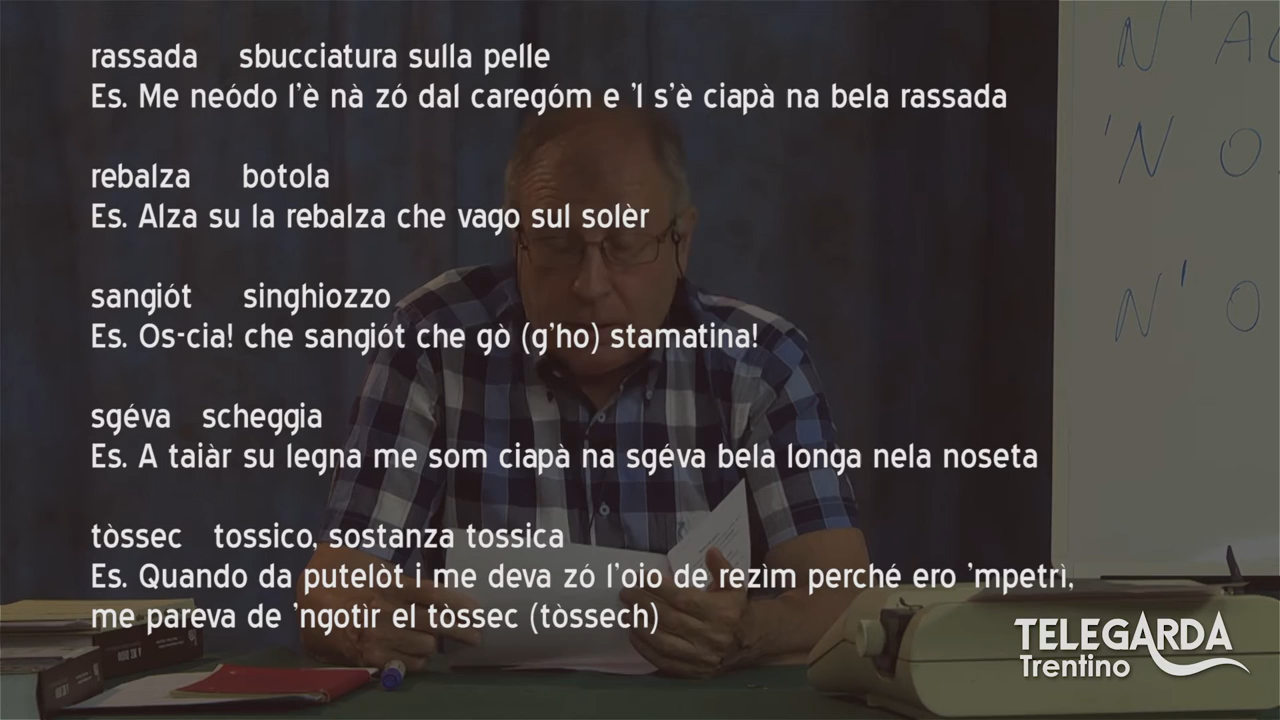 rassada sbucciatura sulla pelle
Es. Me neódo l'è nà zó dal caregóm e 'l s'è ciapà na bela rassada
rebalza botola
Es. Alza su la rebalza che vago sul solèr
sangiót singhiozzo
Es. Os-cia! che sangiót che gò (g'ho) stamatina!
sgéva scheggia
Es. A taiàr su legna me som ciapà na sgéva bela longa nela noseta
tòssec tossico, sostanza tossica
Es. Quando da putelòt i me deva zó l'oio de rezìm perché ero 'mpetrì,
me pareva de 'ngotìr el tòssec (tòssech)
N'
'N O
N' O
TELEGARDA
Trentino